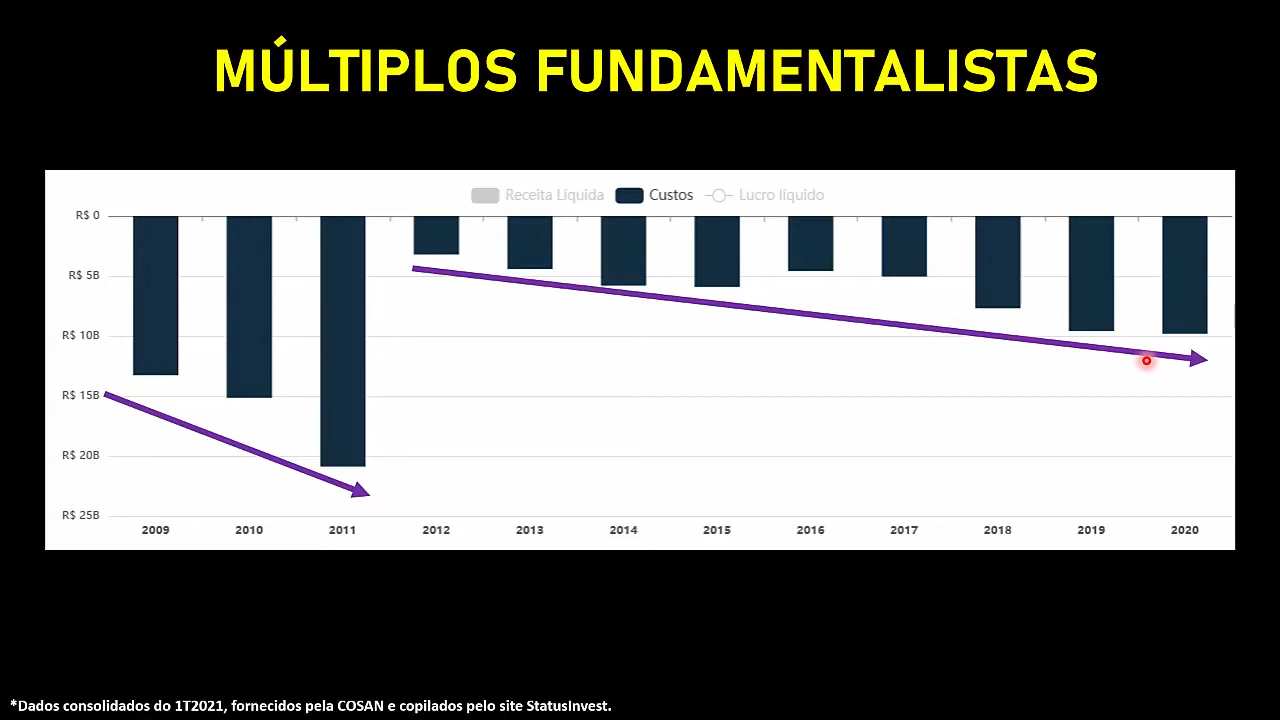 MÚLTIPLOS FUNDAMENTALISTAS
Receita Líquida Custos Lucro líquido
R$ 0
R$ 5B
R$ 10B
R$ 15B
R$ 20B
R$ 25B
2009 2010 2011 2012 2013 2014 2015 2016 2017 2018 2019 2020
*Dados consolidados do 1T2021, fornecidos pela COSAN e copilados pelo site StatusInvest.